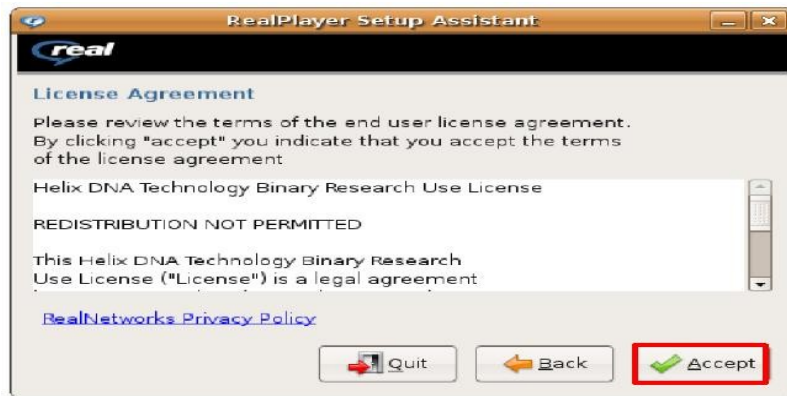 RealPlayer Setup Assistant
real
License Agreement
Please review the terms of the end user license agreement.
By clicking "accept" you indicate that you accept the terms
of the license agreement
Helix DNA Technology Binary Research Use License
REDISTRIBUTION NOT PERMITTED
This Helix DNA Technology Binary Research
Use License ("License") is a legal agreement
RealNetworks Privacy Policy
Quit
Back
Accept